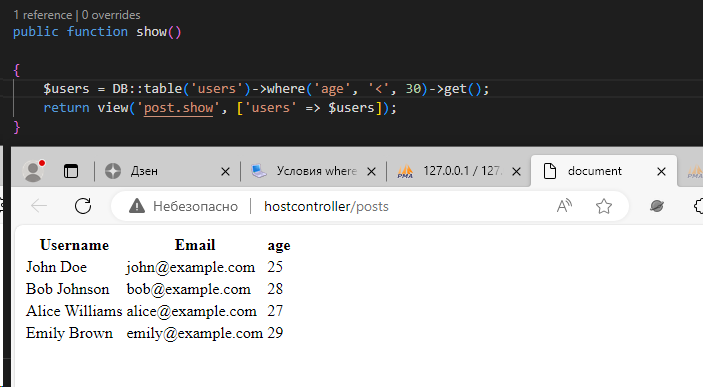 1 reference | 0 overrides
public function show()
{
$users = DB::table('users')->where('age', '<', 30)->get();
return view('post.show', ['users' => $users]);
}
Дзен
Условия where
PMA 127.0.0.1 / 127.
document
Небезопасно hostcontroller/posts
Username Email age
John Doe john@example.com 25
Bob Johnson bob@example.com 28
Alice Williams alice@example.com 27
Emily Brown emily@example.com 29